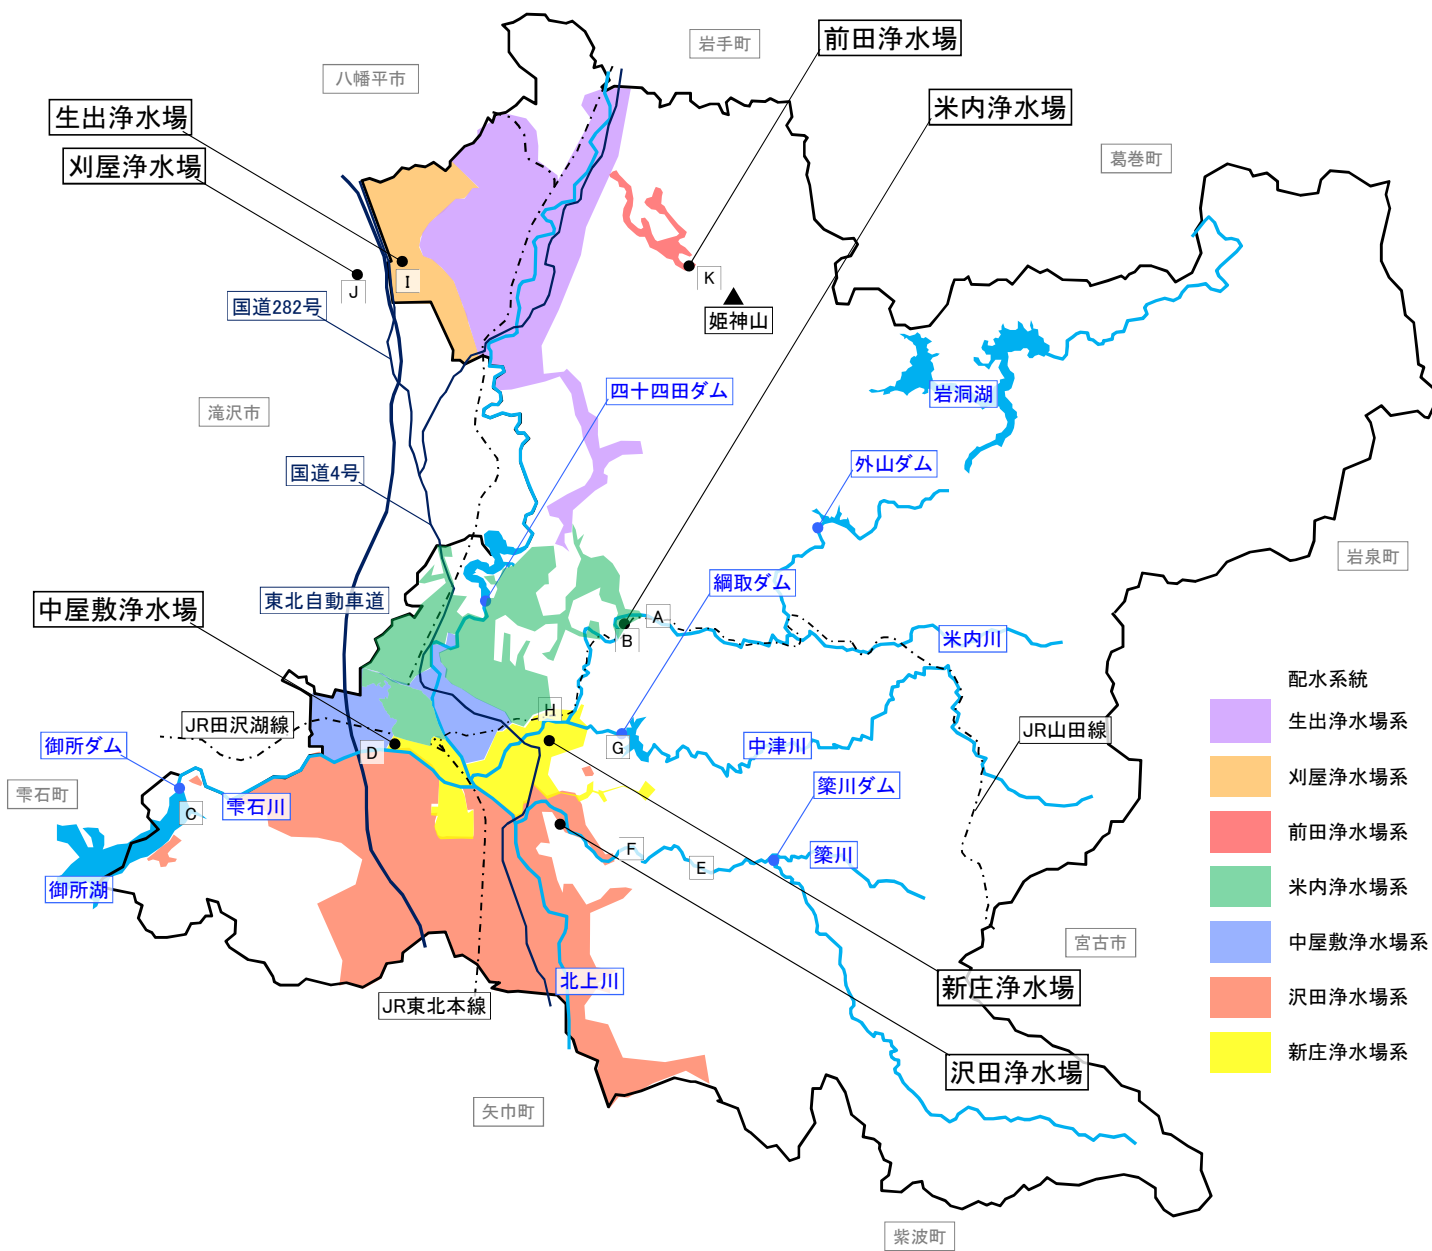 岩手町
前田浄水場
八幡平市
米内浄水場
生出浄水場
刈屋浄水場
葛巻町
I
J
K
国道282号
姫神山
四十四田ダム
岩洞湖
滝沢市
外山ダム
国道4号
岩泉町
綱取ダム
東北自動車道
中屋敷浄水場
A
B
米内川
配水系統
生出浄水場系
刈屋浄水場系
前田浄水場系
米内浄水場系
中屋敷浄水場系
沢田浄水場系
新庄浄水場系
JR田沢湖線
H
JR山田線
御所ダム
D
G
中津川
雫石町
C
雫石川
簗川ダム
F
E
簗川
御所湖
宮古市
北上川
新庄浄水場
JR東北本線
沢田浄水場
矢巾町
紫波町